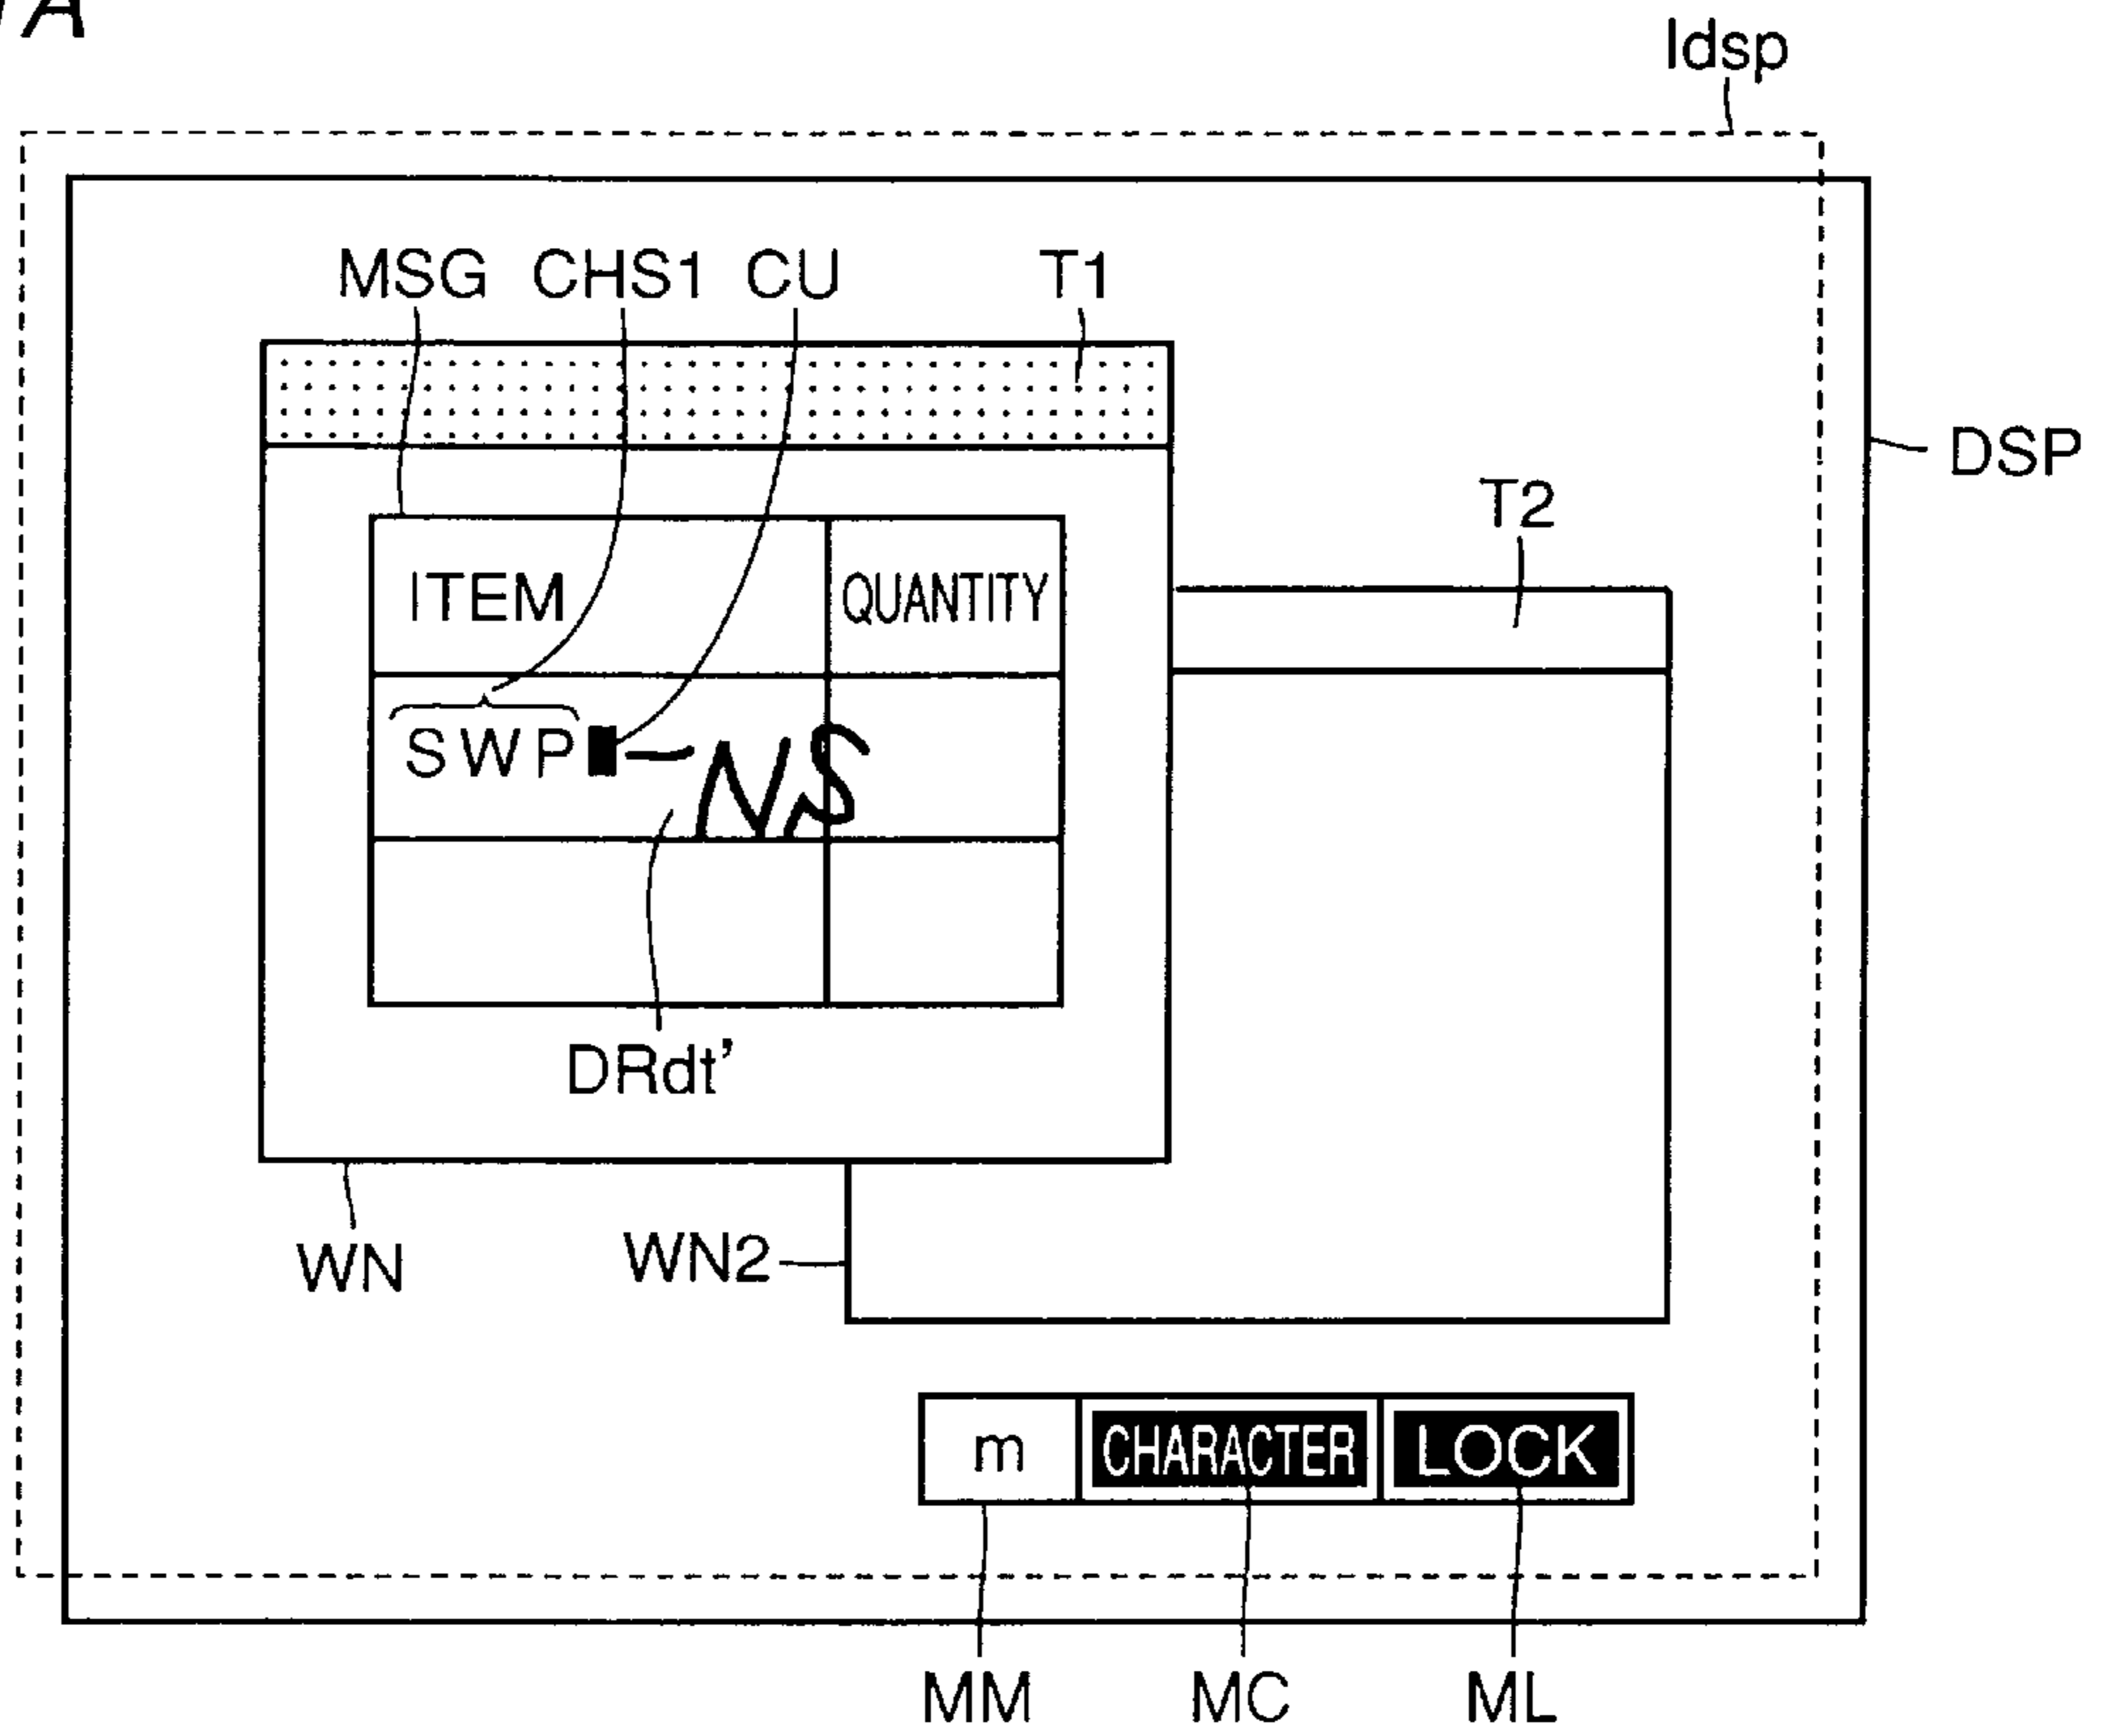 A
Idsp
MSG CHS1 CU T1
DSP
T2
ITEM QUANTITY
SWP -NS
DRdt'
WN
WN2
m CHARACTER LOCK
MM MC ML